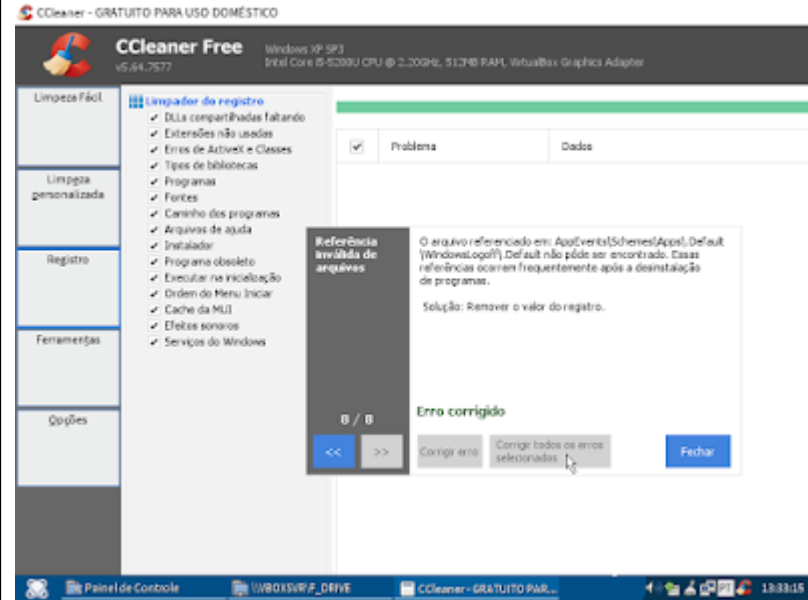 CCleaner - GRATUITO PARA USO DOMÉSTICO
CCleaner Free
v5.64.7577
Windows XP SP3
Intel Core i5-5200U CPU @ 2.20GHz, 512MB RAM, VirtualBox Graphics Adapter
Limpeza Fácil
Limpeza personalizada
Registro
Ferramentas
Opções
Limpador do registro
DLLs compartilhadas faltando
Extensões não usadas
Erros de ActiveX e Classes
Tipos de bibliotecas
Programas
Fontes
Caminho dos programas
Arquivos de ajuda
Instalador
Programa obsoleto
Executar na inicialização
Ordem do Menu Iniciar
Cache da MUI
Efeitos sonoros
Serviços do Windows
Problema
Dados
Referência
inválida de
arquivos
O arquivo referenciado em: AppEvents\Schemes\Apps\.Default
\WindowsLogoff\.Default não pôde ser encontrado. Essas
referências ocorrem frequentemente após a desinstalação
de programas.
Solução: Remover o valor do registro.
Erro corrigido
8 / 8
<<
>>
Corrigir erro
Corrigir todos os erros
selecionados
Fechar
Painel de Controle
\\VBOXSVR\F_DRIVE
CCleaner - GRATUITO PAR...
PT
13:33:15